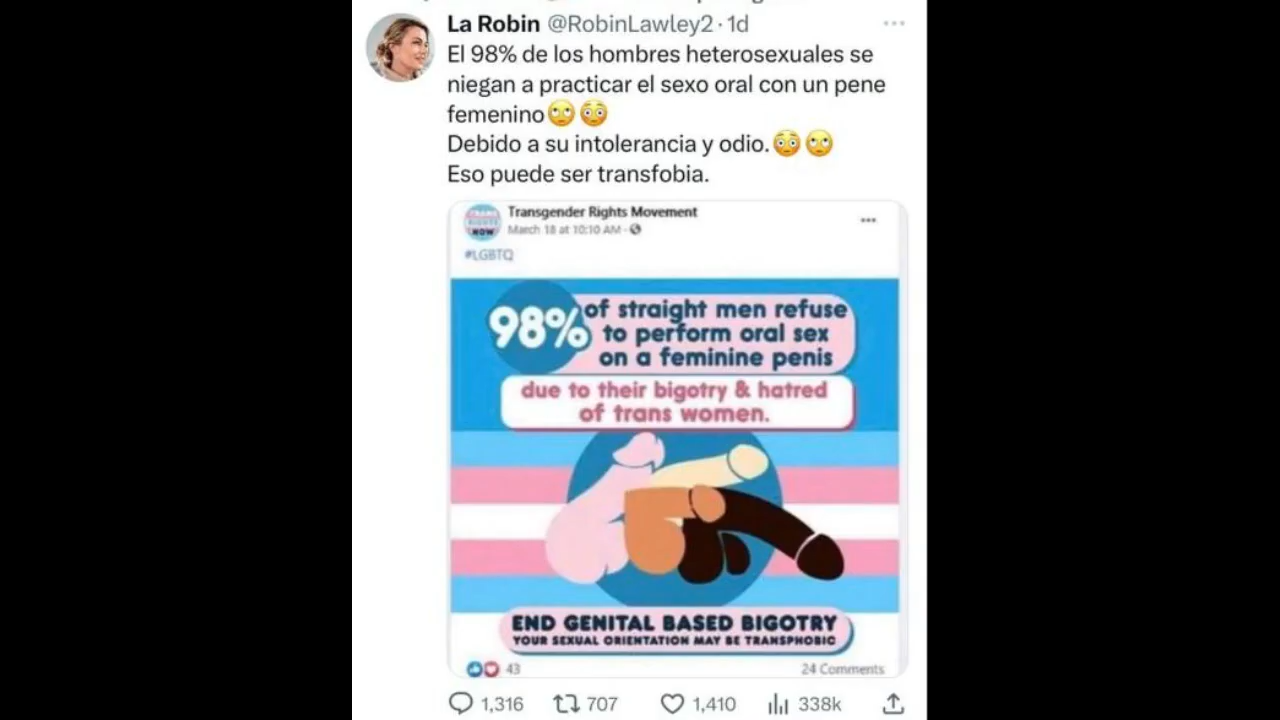 La Robin @RobinLawley2 · 1d
El 98% de los hombres heterosexuales se
niegan a practicar el sexo oral con un pene
femenino🙄😳
Debido a su intolerancia y odio.😳🙄
Eso puede ser transfobia.
Transgender Rights Movement
TRANS
RIGHTS
NOW
March 18 at 10:10 AM ·
#LGBTQ
98% of straight men refuse
to perform oral sex
on a feminine penis
due to their bigotry & hatred
of trans women.
END GENITAL BASED BIGOTRY
YOUR SEXUAL ORIENTATION MAY BE TRANSPHOBIC
43 24 Comments
1,316 707 1,410 338k